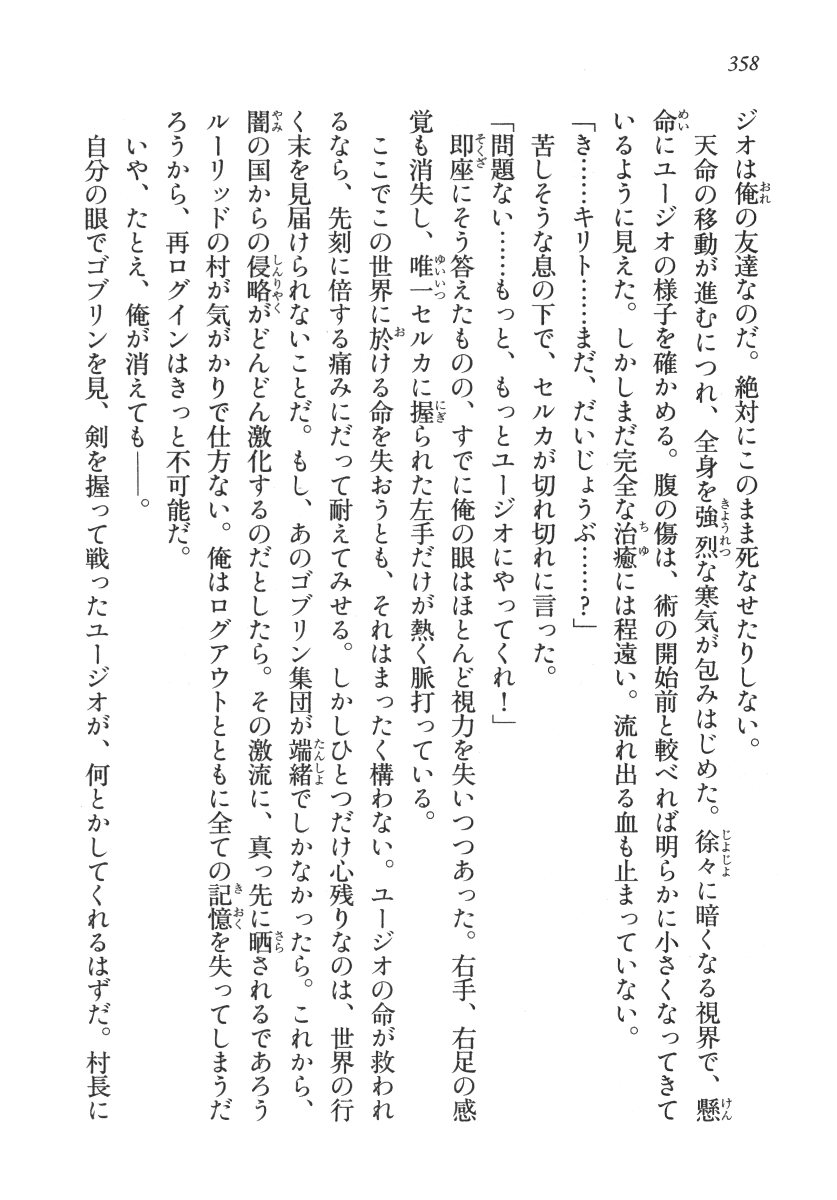 358
ジオは俺の友達なのだ。絶対にこのまま死なせたりしない。
　天命の移動が進むにつれ、全身を強烈な寒気が包みはじめた。徐々に暗くなる視界で、懸
命にユージオの様子を確かめる。腹の傷は、術の開始前と較べれば明らかに小さくなってきて
いるように見えた。しかしまだ完全な治癒には程遠い。流れ出る血も止まっていない。
「き……キリト……まだ、だいじょうぶ……？」
　苦しそうな息の下で、セルカが切れ切れに言った。
「問題ない……もっと、もっとユージオにやってくれ！」
　即座にそう答えたものの、すでに俺の眼はほとんど視力を失いつつあった。右手、右足の感
覚も消失し、唯一セルカに握られた左手だけが熱く脈打っている。
　ここでこの世界に於ける命を失おうとも、それはまったく構わない。ユージオの命が救われ
るなら、先刻に倍する痛みにだって耐えてみせる。しかしひとつだけ心残りなのは、世界の行
く末を見届けられないことだ。もし、あのゴブリン集団が端緒でしかなかったら。これから、
闇の国からの侵略がどんどん激化するのだとしたら。その激流に、真っ先に晒されるであろう
ルーリッドの村が気がかりで仕方ない。俺はログアウトとともに全ての記憶を失ってしまうだ
ろうから、再ログインはきっと不可能だ。
　いや、たとえ、俺が消えても――。
　自分の眼でゴブリンを見、剣を握って戦ったユージオが、何とかしてくれるはずだ。村長に